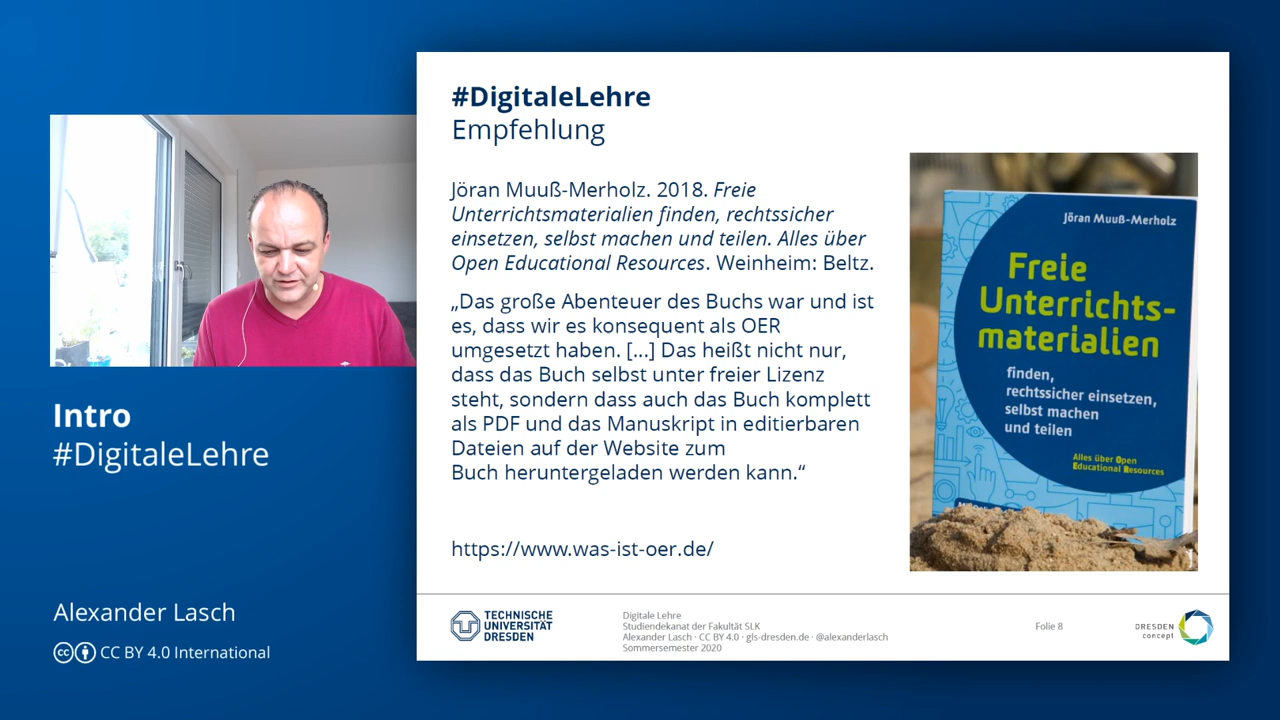 #DigitaleLehre
Empfehlung
Jöran Muuß-Merholz. 2018. Freie
Unterrichtsmaterialien finden, rechtssicher
einsetzen, selbst machen und teilen. Alles über
Open Educational Resources. Weinheim: Beltz.
„Das große Abenteuer des Buchs war und ist
es, dass wir es konsequent als OER
umgesetzt haben. [...] Das heißt nicht nur,
dass das Buch selbst unter freier Lizenz
steht, sondern dass auch das Buch komplett
als PDF und das Manuskript in editierbaren
Dateien auf der Website zum
Buch heruntergeladen werden kann.“
https://www.was-ist-oer.de/
Jöran Muuß-Merholz
Freie
Unterrichts-
materialien
finden,
rechtssicher einsetzen,
selbst machen
und teilen
Alles über Open
Educational Resources
Intro
#DigitaleLehre
Alexander Lasch
CC BY 4.0 International
TECHNISCHE
UNIVERSITÄT
DRESDEN
Digitale Lehre
Studiendekanat der Fakultät SLK
Alexander Lasch · CC BY 4.0 · gls-dresden.de · @alexanderlasch
Sommersemester 2020
Folie 8
DRESDEN
concept